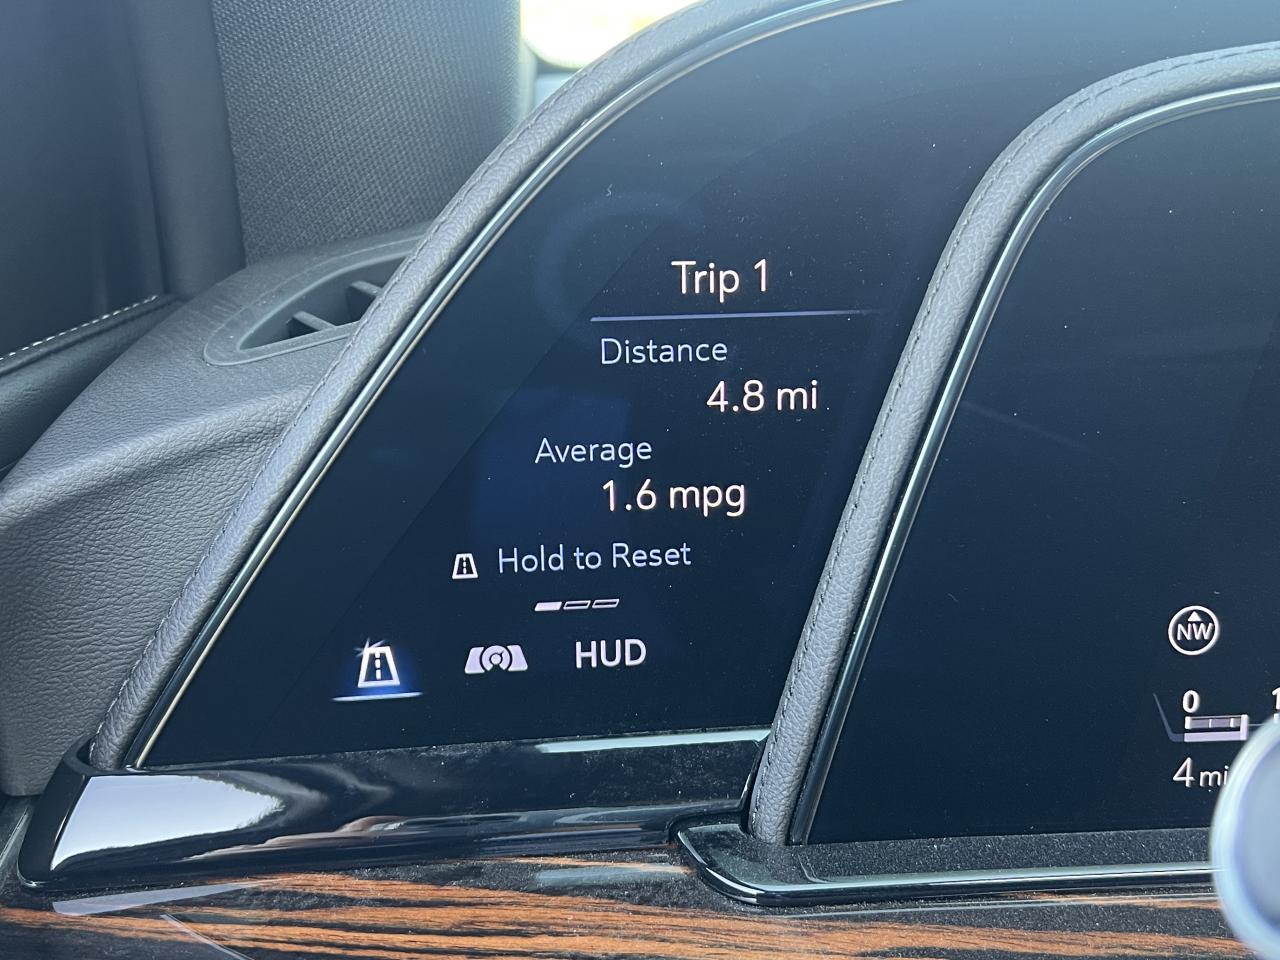 Trip 1
Distance
4.8 mi
Average
1.6 mpg
Hold to Reset
HUD
NW
0
4 mi